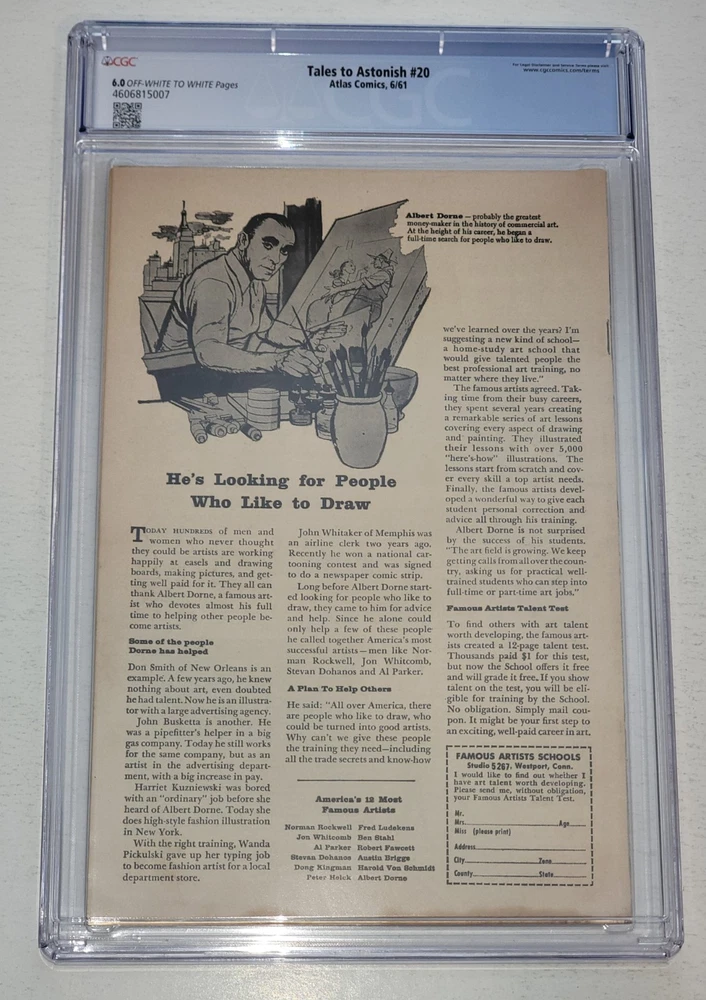 CGC
6.0 OFF-WHITE TO WHITE Pages
4606815007
Tales to Astonish #20
Atlas Comics, 6/61
www.cgccomics.com/terms
Albert Dorne — probably the greatest
money-maker in the history of commercial art.
At the height of his career, he began a
full-time search for people who like to draw.
He's Looking for People
Who Like to Draw
TODAY HUNDREDS of men and
women who never thought
they could be artists are working
happily at easels and drawing
boards, making pictures, and get-
ting well paid for it. They all can
thank Albert Dorne, a famous art-
ist who devotes almost his full
time to helping other people be-
come artists.
Some of the people
Dorne has helped
Don Smith of New Orleans is an
example. A few years ago, he knew
nothing about art, even doubted
he had talent. Now he is an illustra-
tor with a large advertising agency.
John Busketta is another. He
was a pipefitter's helper in a big
gas company. Today he still works
for the same company, but as an
artist in the advertising depart-
ment, with a big increase in pay.
Harriet Kuzniewski was bored
with an "ordinary" job before she
heard of Albert Dorne. Today she
does high-style fashion illustration
in New York.
With the right training, Wanda
Pickulski gave up her typing job
to become fashion artist for a local
department store.
John Whitaker of Memphis was
an airline clerk two years ago.
Recently he won a national car-
tooning contest and was signed
to do a newspaper comic strip.
Long before Albert Dorne start-
ed looking for people who like to
draw, they came to him for advice
and help. Since he alone could
only help a few of these people
he called together America's most
successful artists — men like Nor-
man Rockwell, Jon Whitcomb,
Stevan Dohanos and Al Parker.
A Plan To Help Others
He said: "All over America, there
are people who like to draw, who
could be turned into good artists.
Why can't we give these people
the training they need—including
all the trade secrets and know-how
America's 12 Most
Famous Artists
Norman Rockwell Fred Ludekens
Jon Whitcomb Ben Stahl
Al Parker Robert Fawcett
Stevan Dohanos Austin Briggs
Dong Kingman Harold Von Schmidt
Peter Helck Albert Dorne
we've learned over the years? I'm
suggesting a new kind of school—
a home-study art school that
would give talented people the
best professional art training, no
matter where they live."
The famous artists agreed. Tak-
ing time from their busy careers,
they spent several years creating
a remarkable series of art lessons
covering every aspect of drawing
and painting. They illustrated
their lessons with over 5,000
"here's-how" illustrations. The
lessons start from scratch and cov-
er every skill a top artist needs.
Finally, the famous artists devel-
oped a wonderful way to give each
student personal correction and
advice all through his training.
Albert Dorne is not surprised
by the success of his students.
"The art field is growing. We keep
getting calls from all over the coun-
try, asking us for practical well-
trained students who can step into
full-time or part-time art jobs."
Famous Artists Talent Test
To find others with art talent
worth developing, the famous art-
ists created a 12-page talent test.
Thousands paid $1 for this test,
but now the School offers it free
and will grade it free. If you show
talent on the test, you will be eli-
gible for training by the School.
No obligation. Simply mail cou-
pon. It might be your first step to
an exciting, well-paid career in art.
FAMOUS ARTISTS SCHOOLS
Studio 5267, Westport, Conn.
I would like to find out whether I
have art talent worth developing.
Please send me, without obligation,
your Famous Artists Talent Test.
Mr.
Mrs. Age
Miss (please print)
Address
City Zone
County State